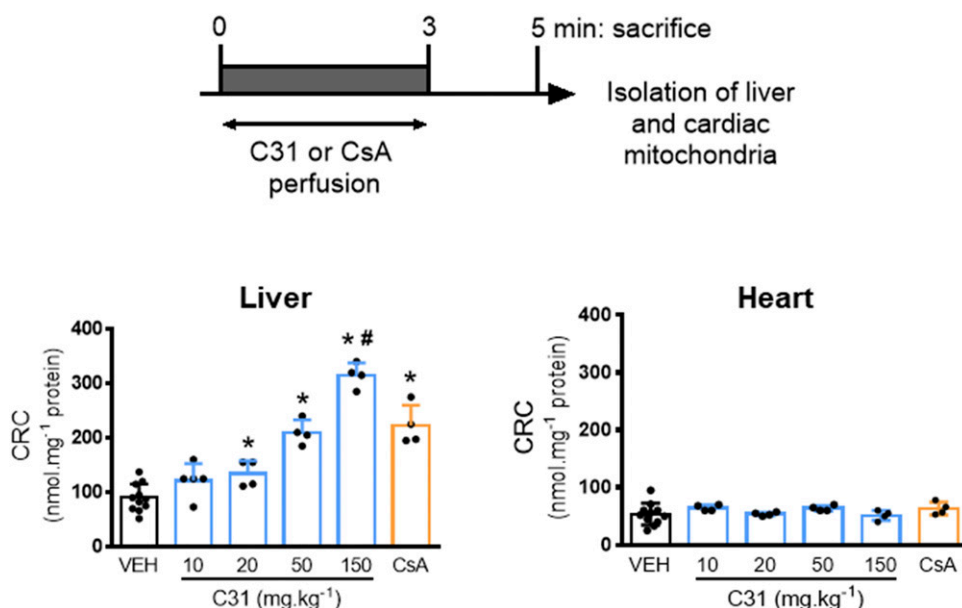 0 3 5 min: sacrifice
C31 or CsA
perfusion
Isolation of liver
and cardiac
mitochondria
Liver
CRC
(nmol.mg⁻¹ protein)
400
300
200
100
0
*
*
* #
*
VEH 10 20 50 150 CsA
C31 (mg.kg⁻¹)
Heart
CRC
(nmol.mg⁻¹ protein)
400
300
200
100
0
VEH 10 20 50 150 CsA
C31 (mg.kg⁻¹)